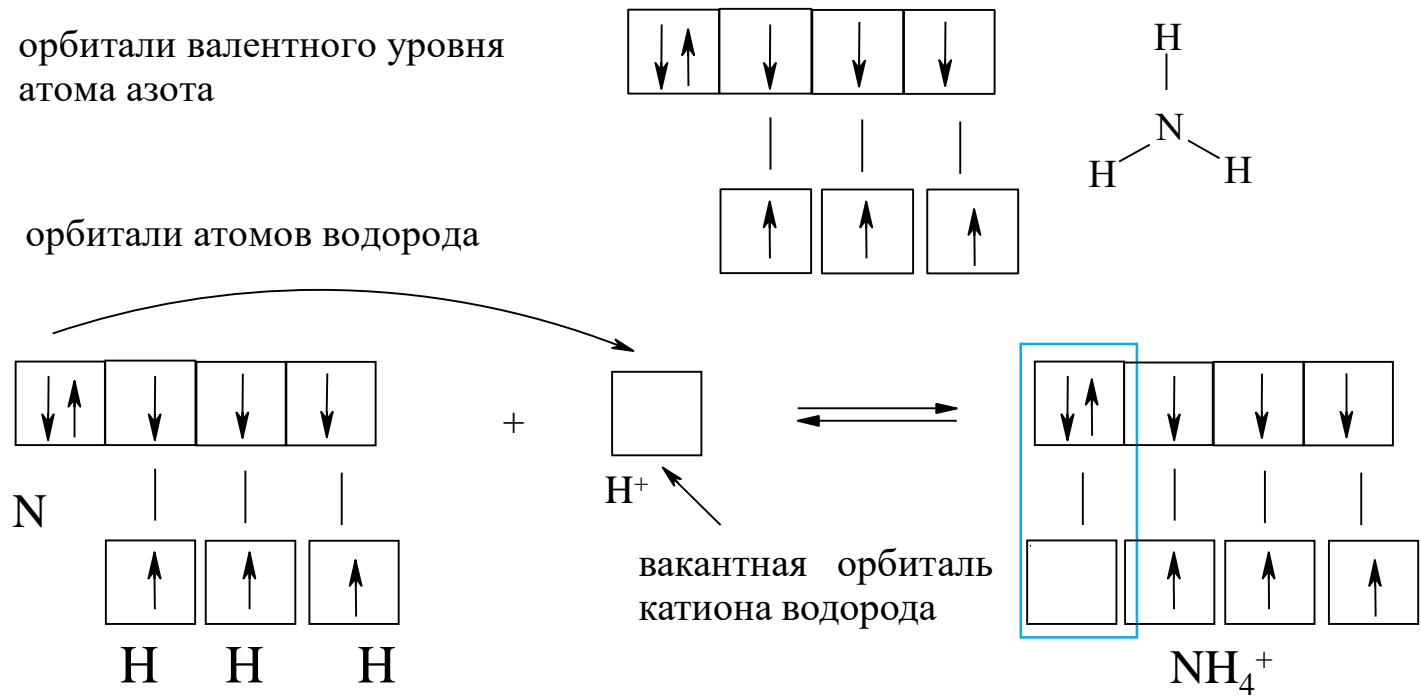 орбитали валентного уровня
атома азота
H
N
H H
орбитали атомов водорода
+
H⁺
N
вакантная орбиталь
катиона водорода
H H H
NH₄⁺